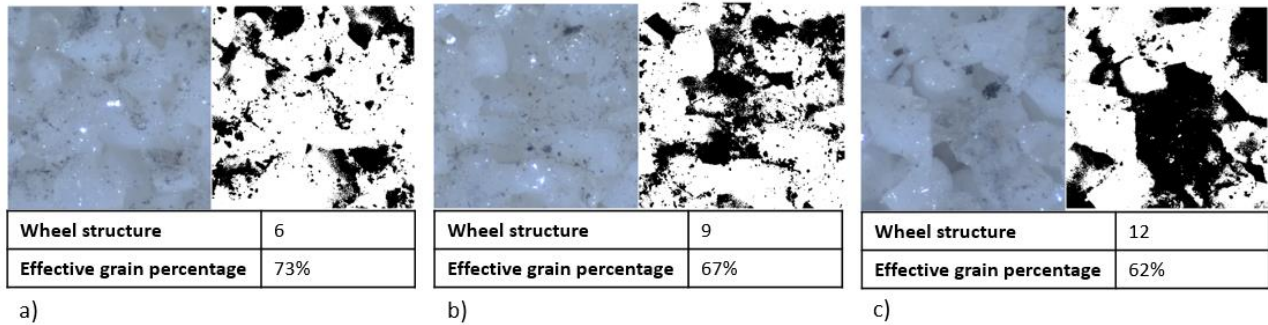 Wheel structure 6
Effective grain percentage 73%
a)
Wheel structure 9
Effective grain percentage 67%
b)
Wheel structure 12
Effective grain percentage 62%
c)